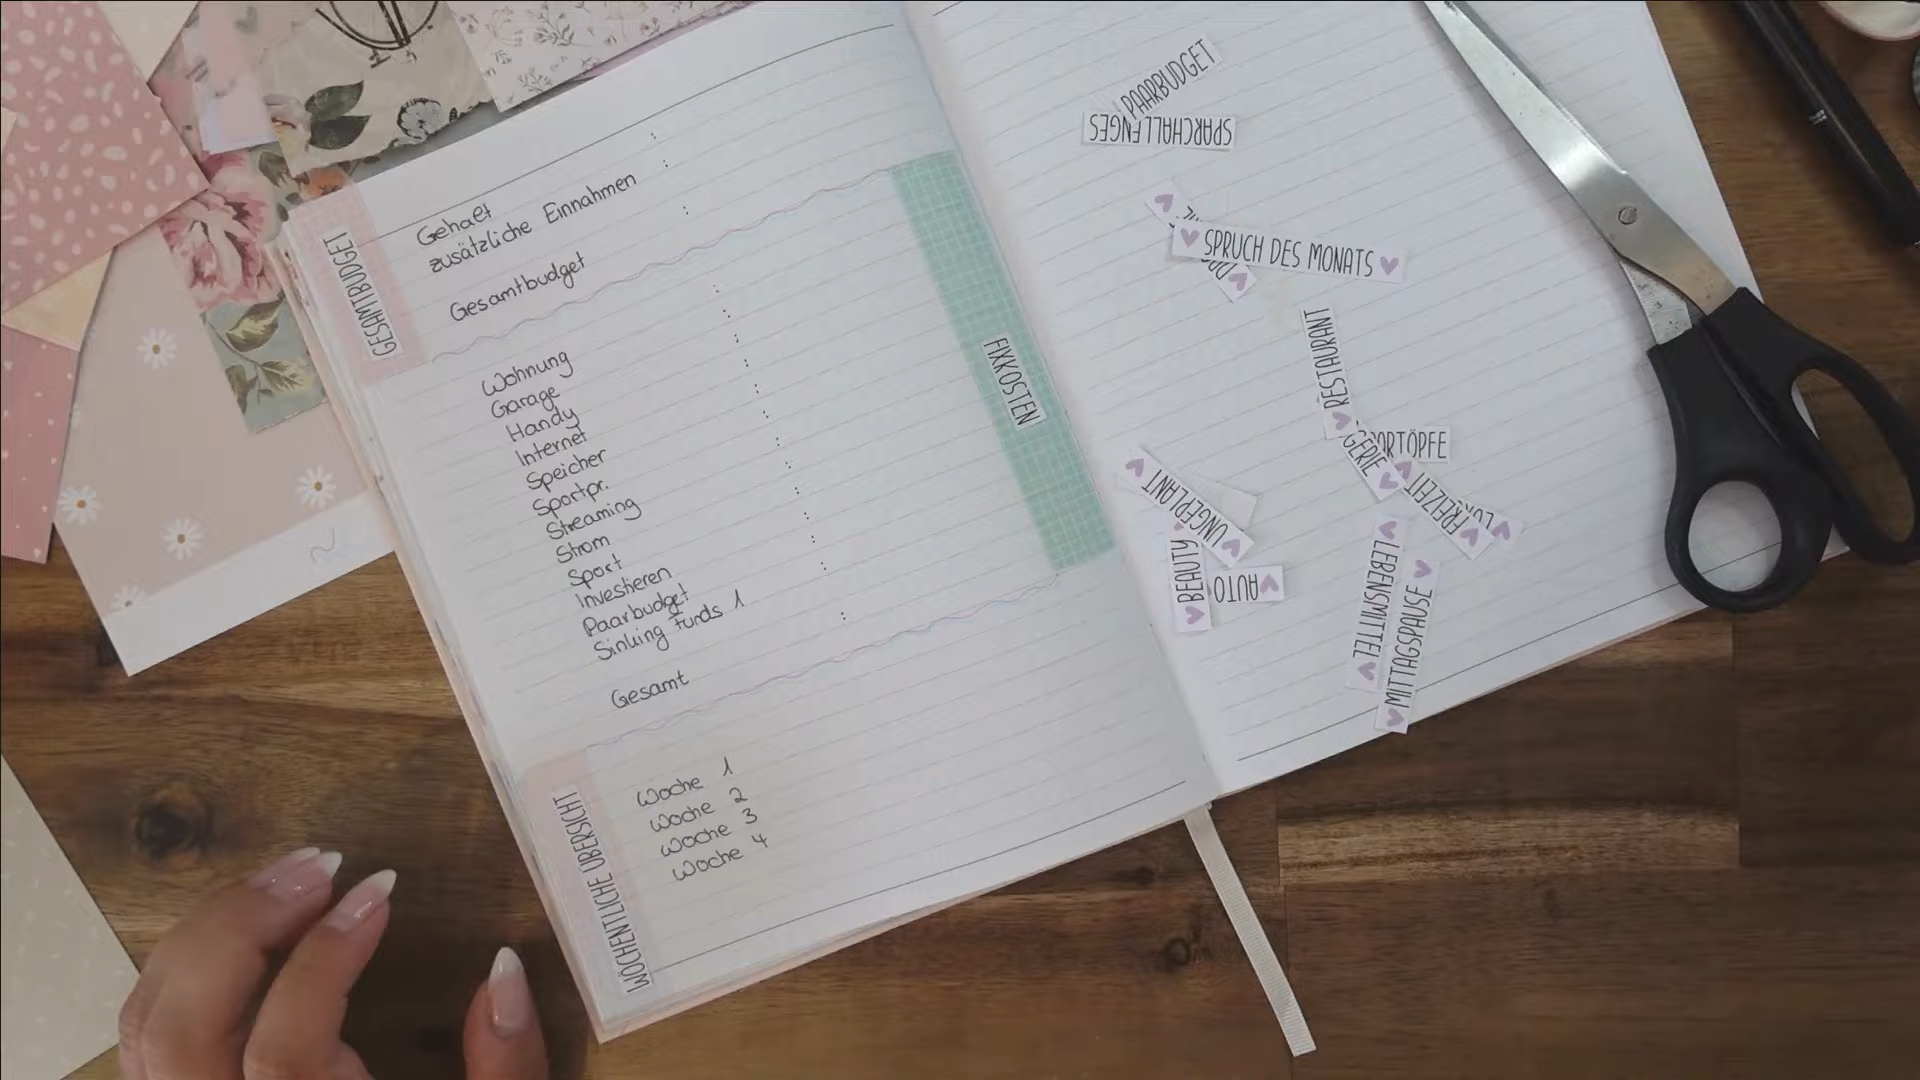 GESAMTBUDGET
Gehalt :
zusätzliche Einnahmen :
Gesamtbudget :
FIXKOSTEN
Wohnung :
Garage :
Handy :
Internet :
Speicher :
Sportpr. :
Streaming :
Strom :
Sport :
Investieren :
Paarbudget :
Sinking funds 1 :
Gesamt :
WÖCHENTLICHE ÜBERSICHT
Woche 1
Woche 2
Woche 3
Woche 4
PAARBUDGET
SPARCHALLENGES
SPRUCH DES MONATS
RESTAURANT
FREIZEIT
UNGEPLANT
BEAUTY
AUTO
LEBENSMITTEL
MITTAGSPAUSE